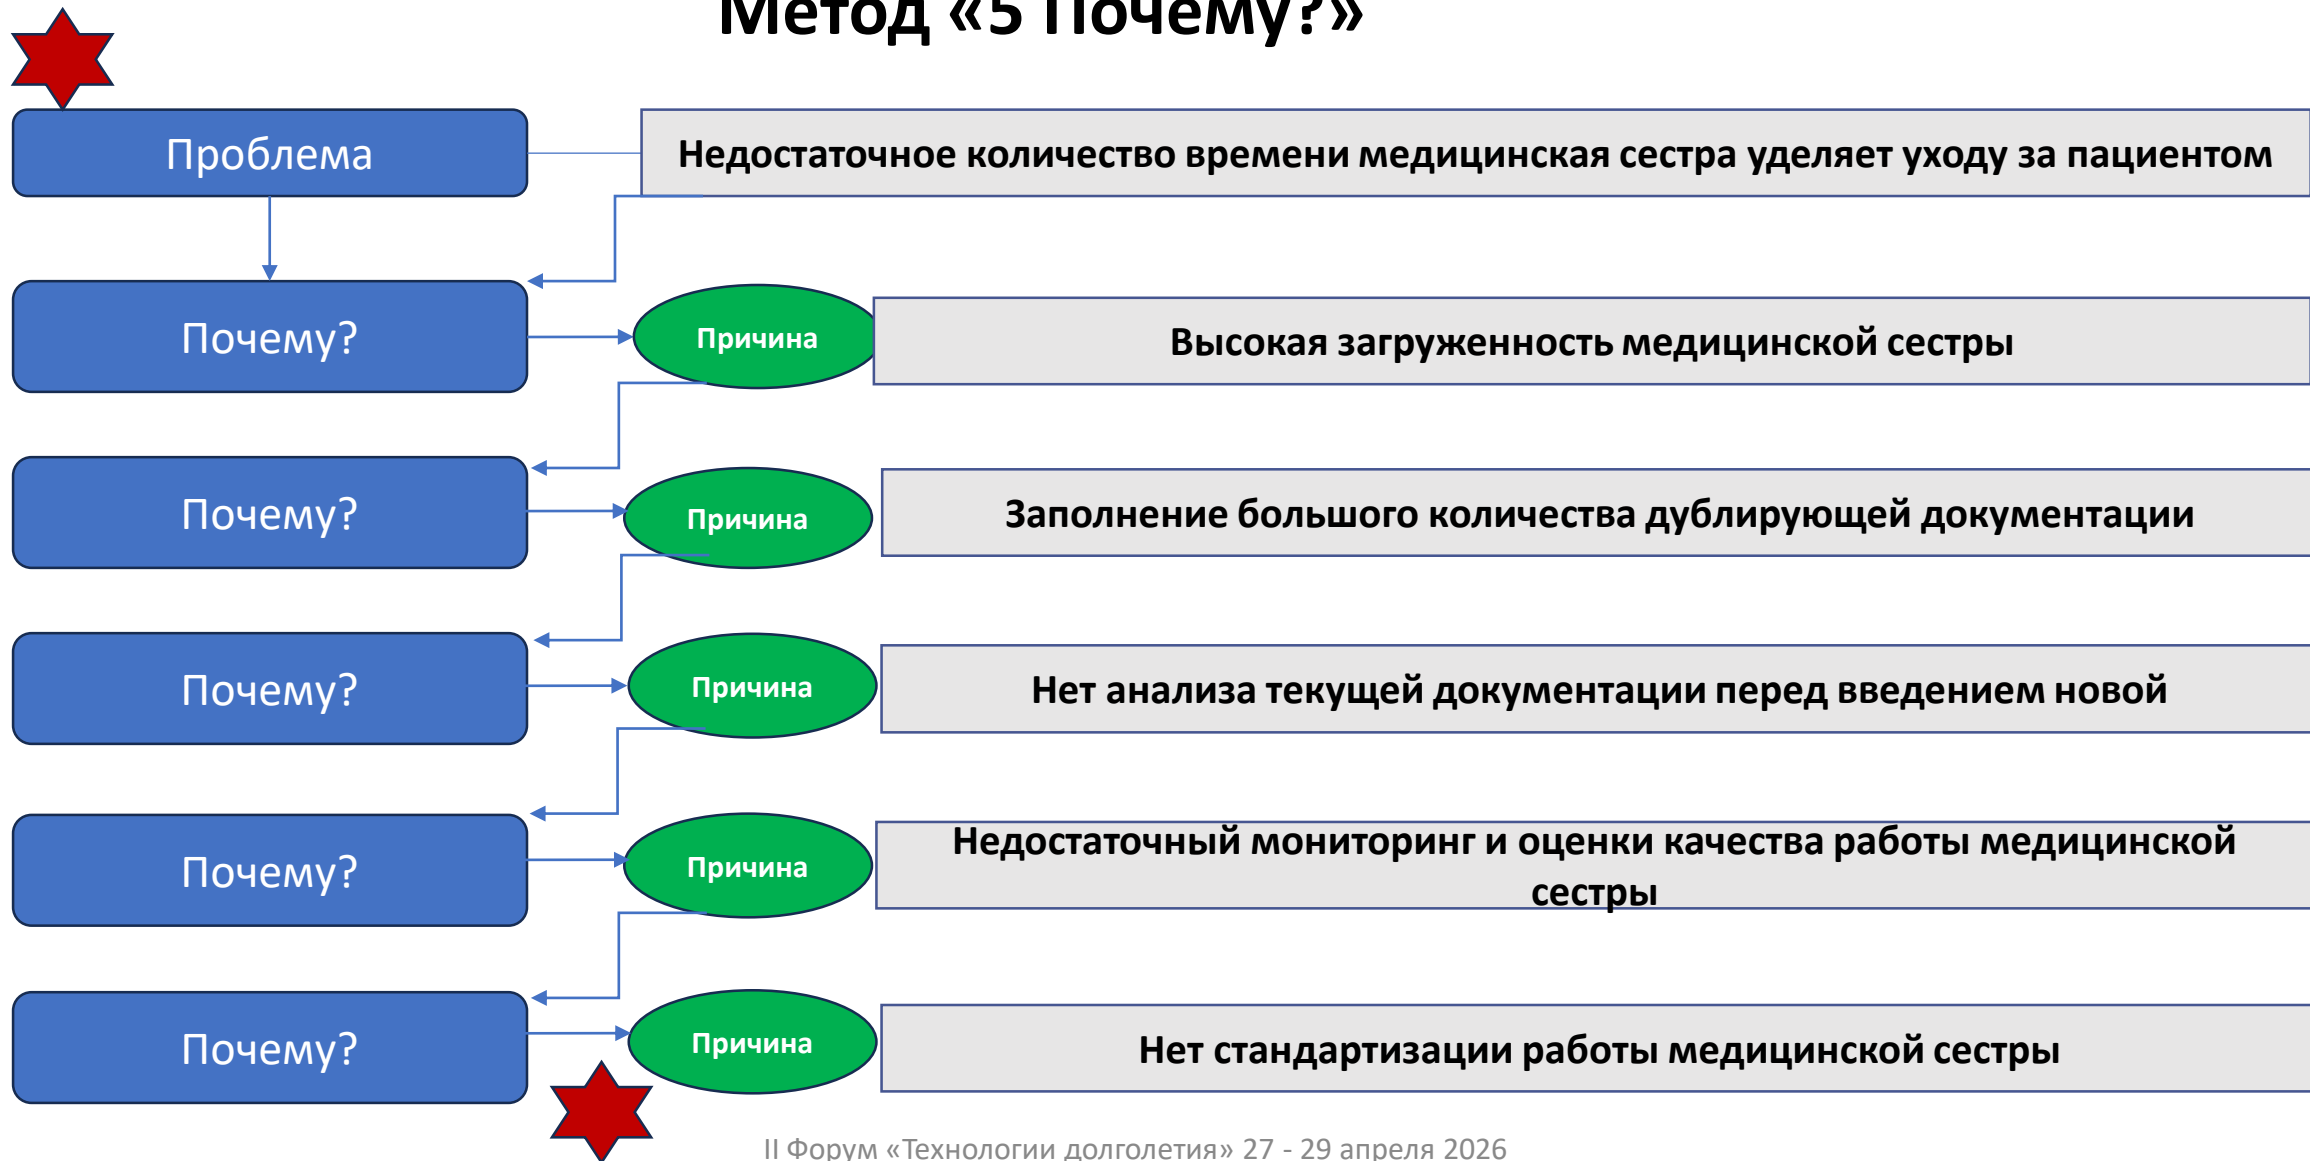 Метод «5 Почему?»
Проблема
Недостаточное количество времени медицинская сестра уделяет уходу за пациентом
Почему?
Причина
Высокая загруженность медицинской сестры
Почему?
Причина
Заполнение большого количества дублирующей документации
Почему?
Причина
Нет анализа текущей документации перед введением новой
Почему?
Причина
Недостаточный мониторинг и оценки качества работы медицинской
сестры
Почему?
Причина
Нет стандартизации работы медицинской сестры
II Форум «Технологии долголетия» 27 - 29 апреля 2026